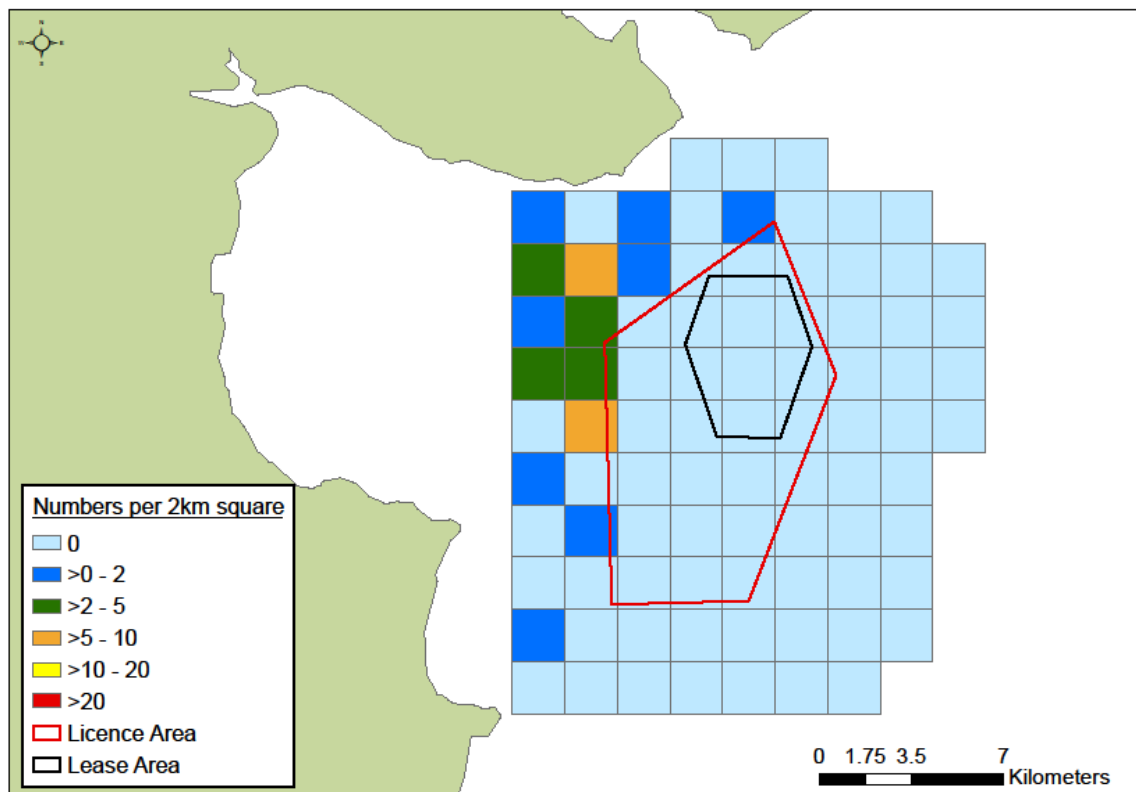 N
E
S
Numbers per 2km square
0
>0 - 2
>2 - 5
>5 - 10
>10 - 20
>20
Licence Area
Lease Area
0 1.75 3.5 7
Kilometers